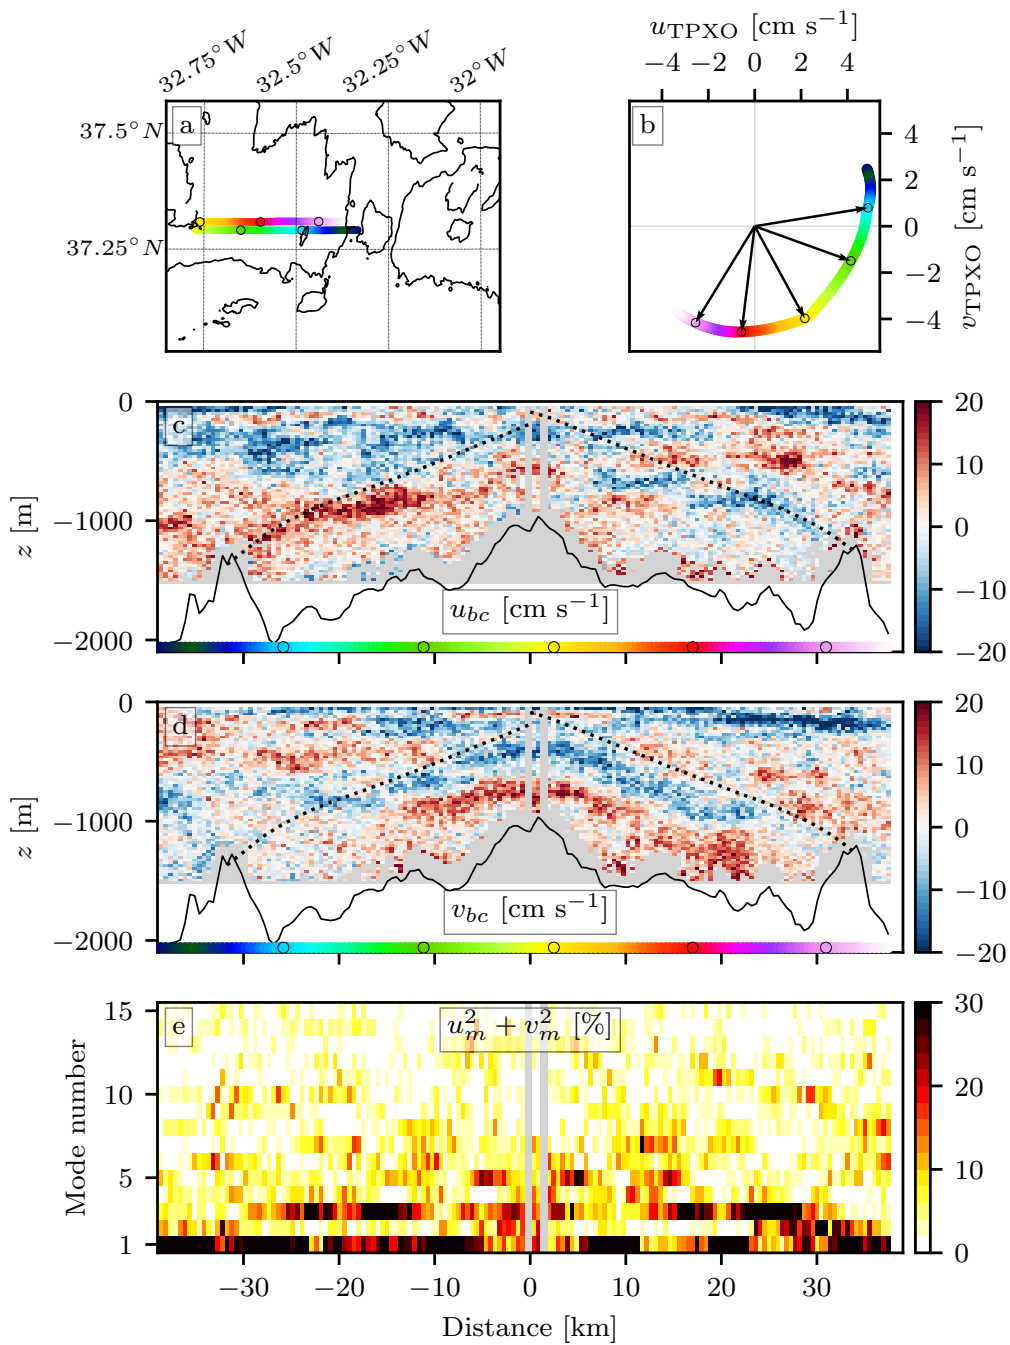 u_TPXO [cm s⁻¹]
32.75°W 32.5°W 32.25°W 32°W
−4 −2 0 2 4
a
b
37.5°N
37.25°N
4
2
0
−2
−4
v_TPXO [cm s⁻¹]
c
0
−1000
−2000
z [m]
u_bc [cm s⁻¹]
20
10
0
−10
−20
d
0
−1000
−2000
z [m]
v_bc [cm s⁻¹]
20
10
0
−10
−20
e
u_m² + v_m² [%]
15
10
5
1
Mode number
30
20
10
0
−30 −20 −10 0 10 20 30
Distance [km]